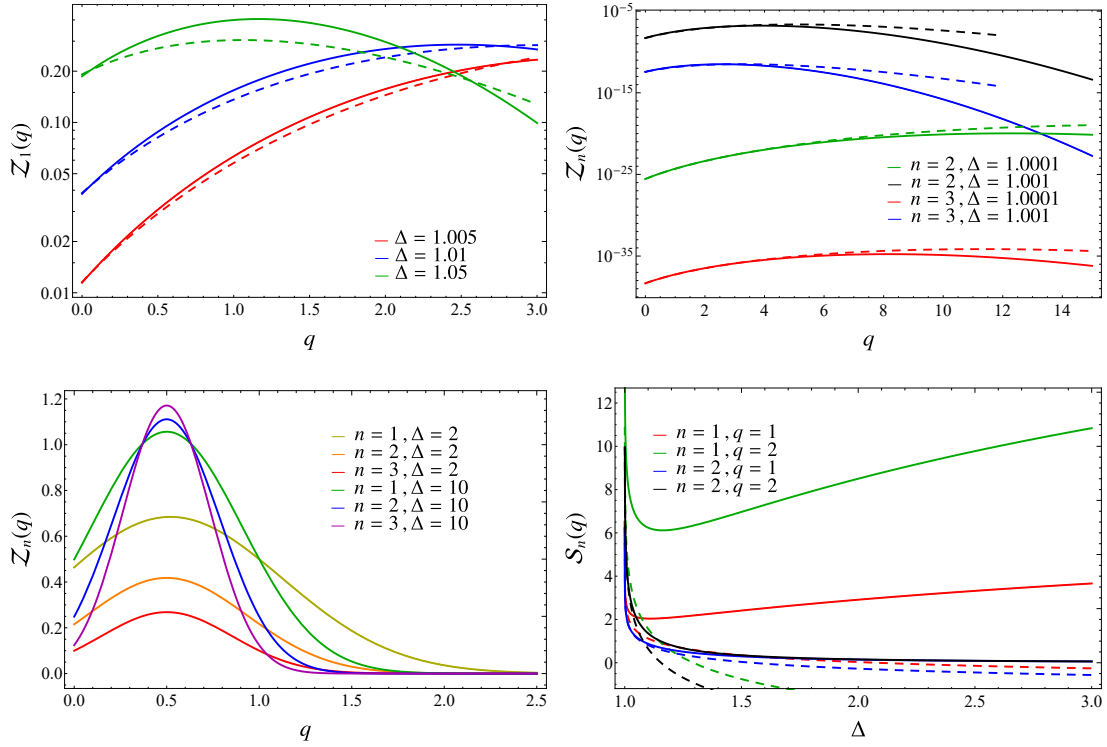 𝒵₁(q)
0.20
0.10
0.05
0.02
0.01
Δ = 1.005
Δ = 1.01
Δ = 1.05
0.0 0.5 1.0 1.5 2.0 2.5 3.0
q
𝒵ₙ(q)
10⁻⁵
10⁻¹⁵
10⁻²⁵
10⁻³⁵
n = 2 , Δ = 1.0001
n = 2 , Δ = 1.001
n = 3 , Δ = 1.0001
n = 3 , Δ = 1.001
0 2 4 6 8 10 12 14
q
𝒵ₙ(q)
1.2
1.0
0.8
0.6
0.4
0.2
0.0
n = 1 , Δ = 2
n = 2 , Δ = 2
n = 3 , Δ = 2
n = 1 , Δ = 10
n = 2 , Δ = 10
n = 3 , Δ = 10
0.0 0.5 1.0 1.5 2.0 2.5
q
𝒮ₙ(q)
12
10
8
6
4
2
0
n = 1 , q = 1
n = 1 , q = 2
n = 2 , q = 1
n = 2 , q = 2
1.0 1.5 2.0 2.5 3.0
Δ